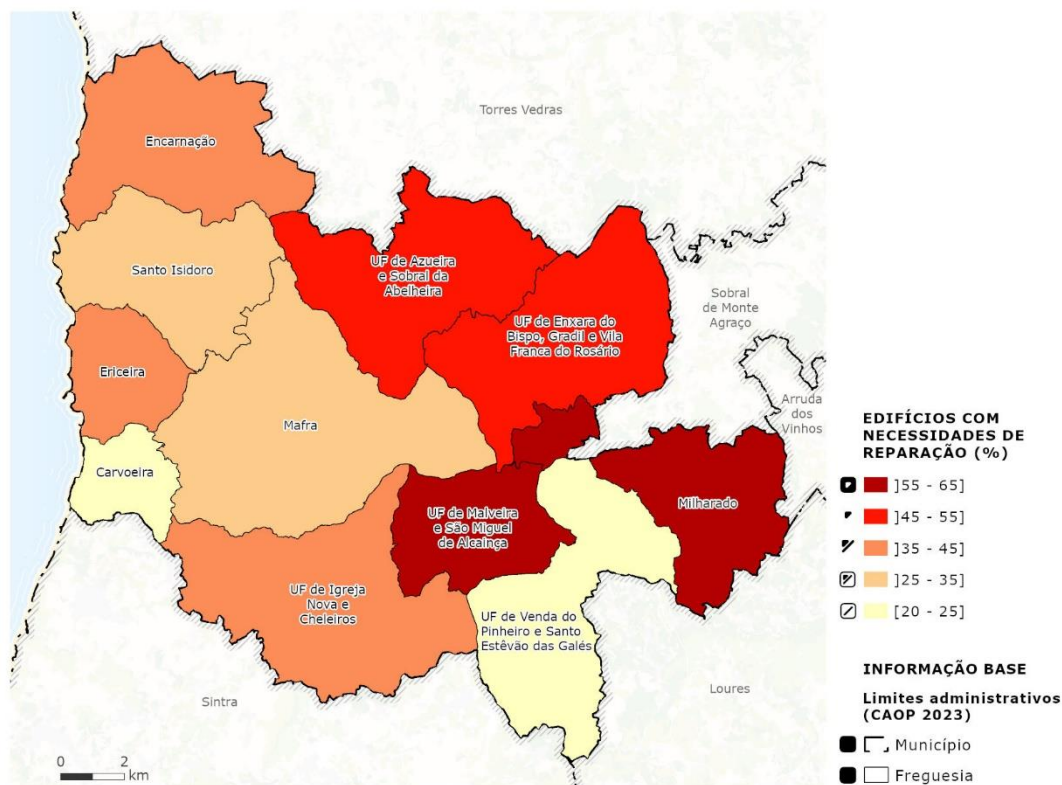 Torres Vedras
Encarnação
Santo Isidoro
UF de Azueira
e Sobral da
Abelheira
Sobral
de Monte
Agraço
UF de Enxara do
Bispo, Gradil e Vila
Franca do Rosário
Ericeira
Arruda
dos
Vinhos
Mafra
Carvoeira
Milharado
UF de Malveira
e São Miguel
de Alcainça
UF de Igreja
Nova e
Cheleiros
UF de Venda do
Pinheiro e Santo
Estêvão das Galés
Sintra
Loures
0 2
km
EDIFÍCIOS COM
NECESSIDADES DE
REPARAÇÃO (%)
]55 - 65]
]45 - 55]
]35 - 45]
]25 - 35]
[20 - 25]
INFORMAÇÃO BASE
Limites administrativos
(CAOP 2023)
Município
Freguesia